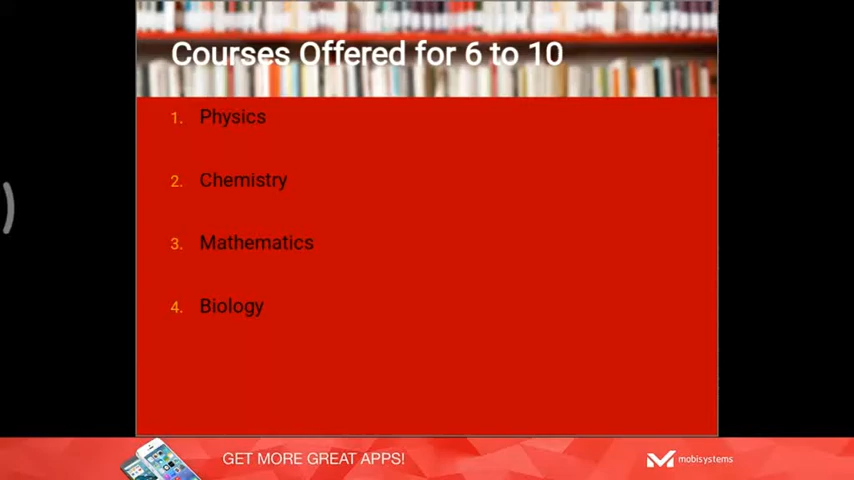 Courses Offered for 6 to 10
1. Physics
2. Chemistry
3. Mathematics
4. Biology
GET MORE GREAT APPS!
mobisystems